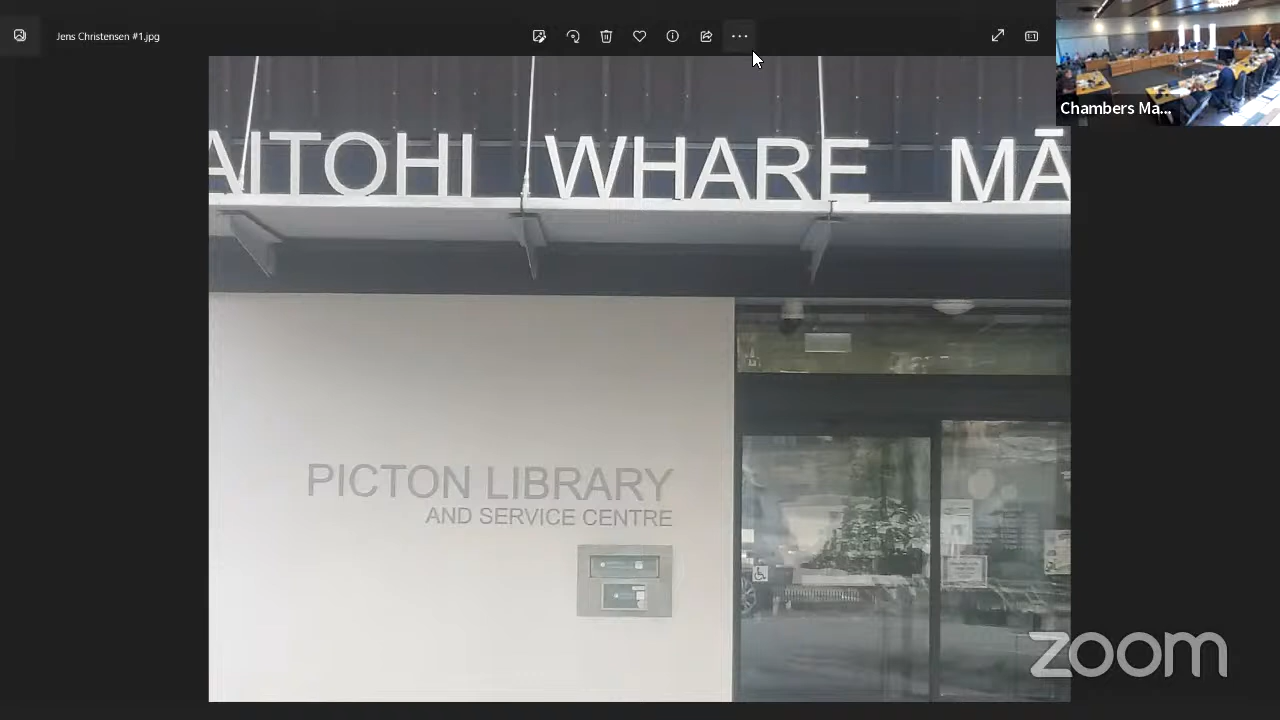 Jens Christensen #1.jpg
Chambers Ma...
AITOHI WHARE MĀ
PICTON LIBRARY
AND SERVICE CENTRE
zoom